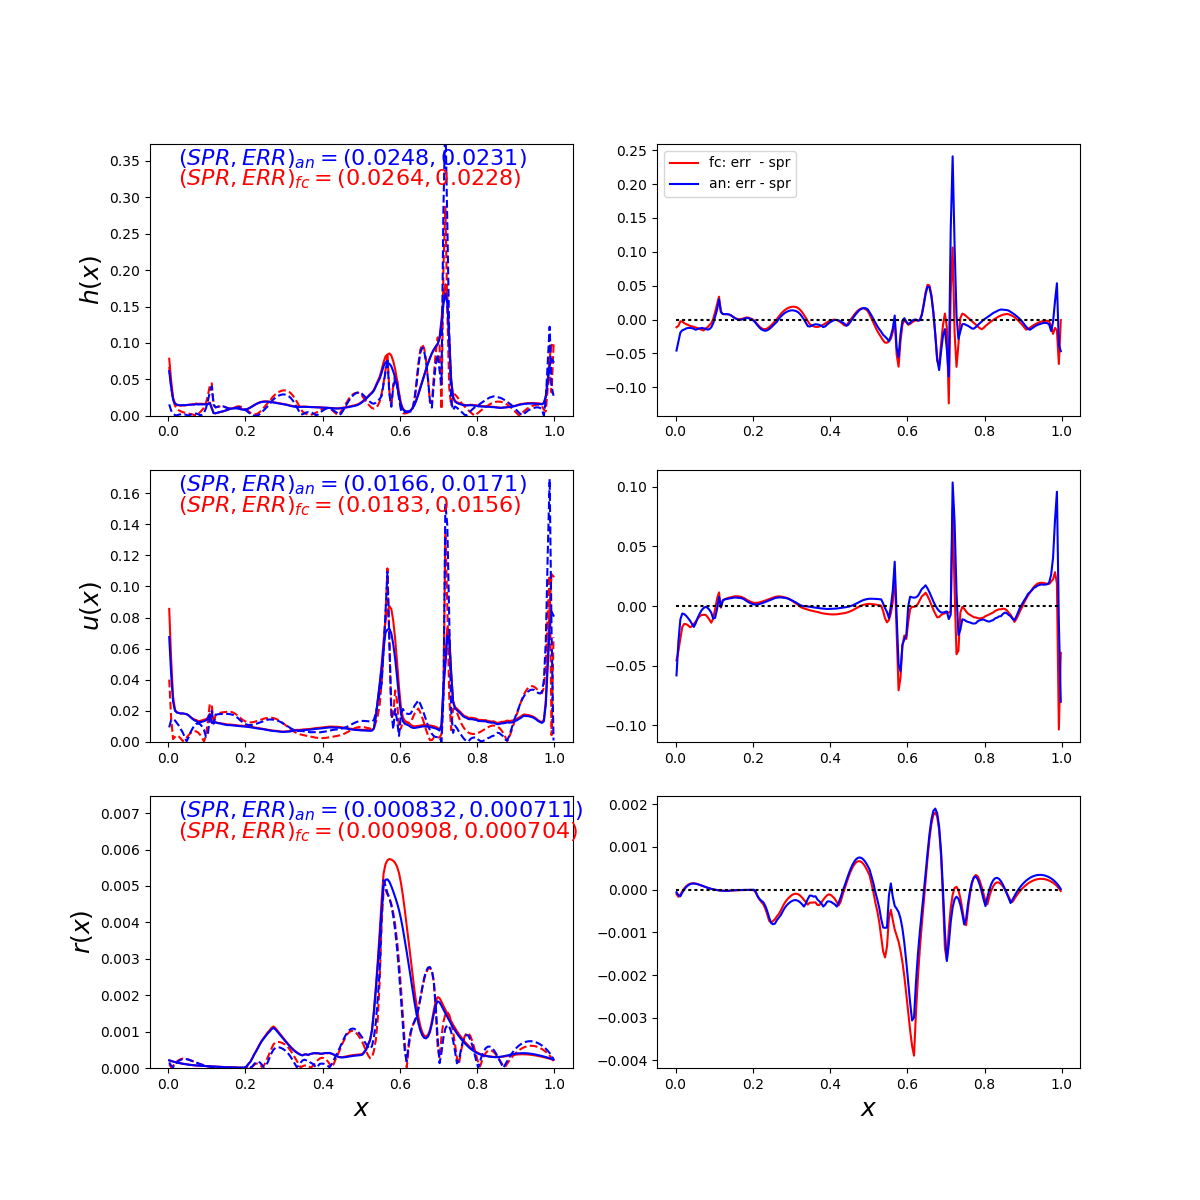 (SPR, ERR)an = (0.0248, 0.0231)
(SPR, ERR)fc = (0.0264, 0.0228)
h(x)
0.35
0.30
0.25
0.20
0.15
0.10
0.05
0.00
0.0 0.2 0.4 0.6 0.8 1.0
fc: err - spr
an: err - spr
0.25
0.20
0.15
0.10
0.05
0.00
−0.05
−0.10
0.0 0.2 0.4 0.6 0.8 1.0
(SPR, ERR)an = (0.0166, 0.0171)
(SPR, ERR)fc = (0.0183, 0.0156)
u(x)
0.16
0.14
0.12
0.10
0.08
0.06
0.04
0.02
0.00
0.0 0.2 0.4 0.6 0.8 1.0
0.10
0.05
0.00
−0.05
−0.10
0.0 0.2 0.4 0.6 0.8 1.0
(SPR, ERR)an = (0.000832, 0.000711)
(SPR, ERR)fc = (0.000908, 0.000704)
r(x)
0.007
0.006
0.005
0.004
0.003
0.002
0.001
0.000
0.0 0.2 0.4 0.6 0.8 1.0
x
0.002
0.001
0.000
−0.001
−0.002
−0.003
−0.004
0.0 0.2 0.4 0.6 0.8 1.0
x